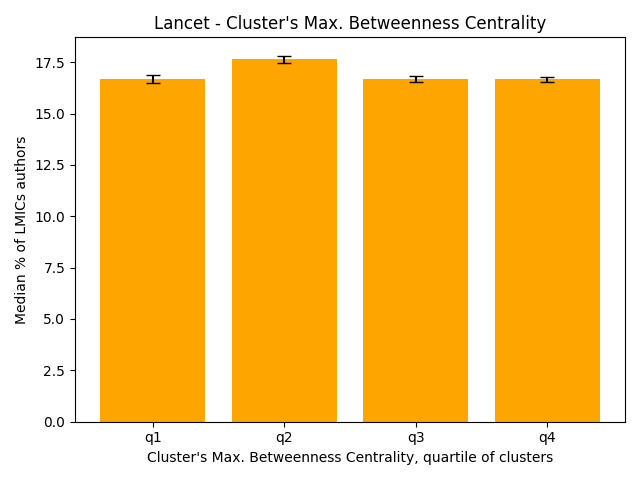 Lancet - Cluster's Max. Betweenness Centrality
Median % of LMICs authors
17.5
15.0
12.5
10.0
7.5
5.0
2.5
0.0
q1 q2 q3 q4
Cluster's Max. Betweenness Centrality, quartile of clusters